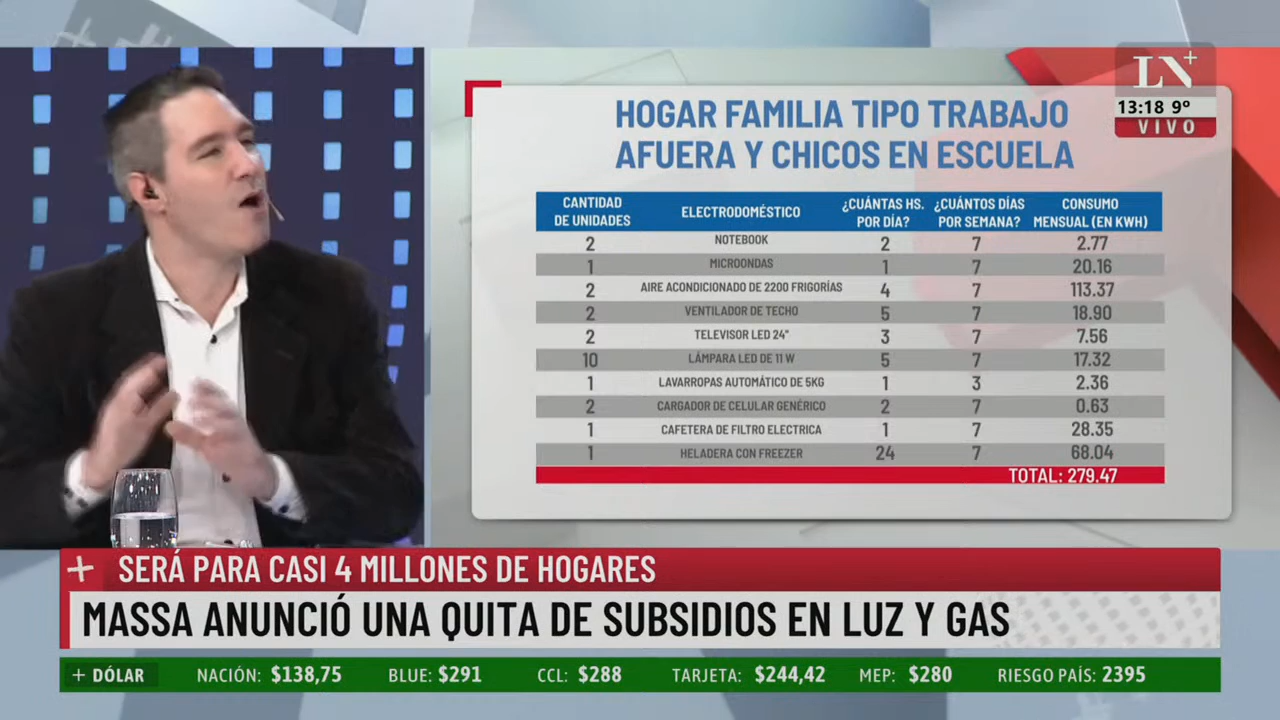 LN+
13:18 9º
VIVO
HOGAR FAMILIA TIPO TRABAJO
AFUERA Y CHICOS EN ESCUELA
CANTIDAD DE UNIDADES ELECTRODOMÉSTICO ¿CUÁNTAS HS. POR DÍA? ¿CUÁNTOS DÍAS POR SEMANA? CONSUMO MENSUAL (EN KWH)
2 NOTEBOOK 2 7 2.77
1 MICROONDAS 1 7 20.16
2 AIRE ACONDICIONADO DE 2200 FRIGORÍAS 4 7 113.37
2 VENTILADOR DE TECHO 5 7 18.90
2 TELEVISOR LED 24" 3 7 7.56
10 LÁMPARA LED DE 11 W 5 7 17.32
1 LAVARROPAS AUTOMÁTICO DE 5KG 1 3 2.36
2 CARGADOR DE CELULAR GENÉRICO 2 7 0.63
1 CAFETERA DE FILTRO ELECTRICA 1 7 28.35
1 HELADERA CON FREEZER 24 7 68.04
TOTAL: 279.47
+ SERÁ PARA CASI 4 MILLONES DE HOGARES
MASSA ANUNCIÓ UNA QUITA DE SUBSIDIOS EN LUZ Y GAS
+ DÓLAR NACIÓN: $138,75 BLUE: $291 CCL: $288 TARJETA: $244,42 MEP: $280 RIESGO PAÍS: 2395